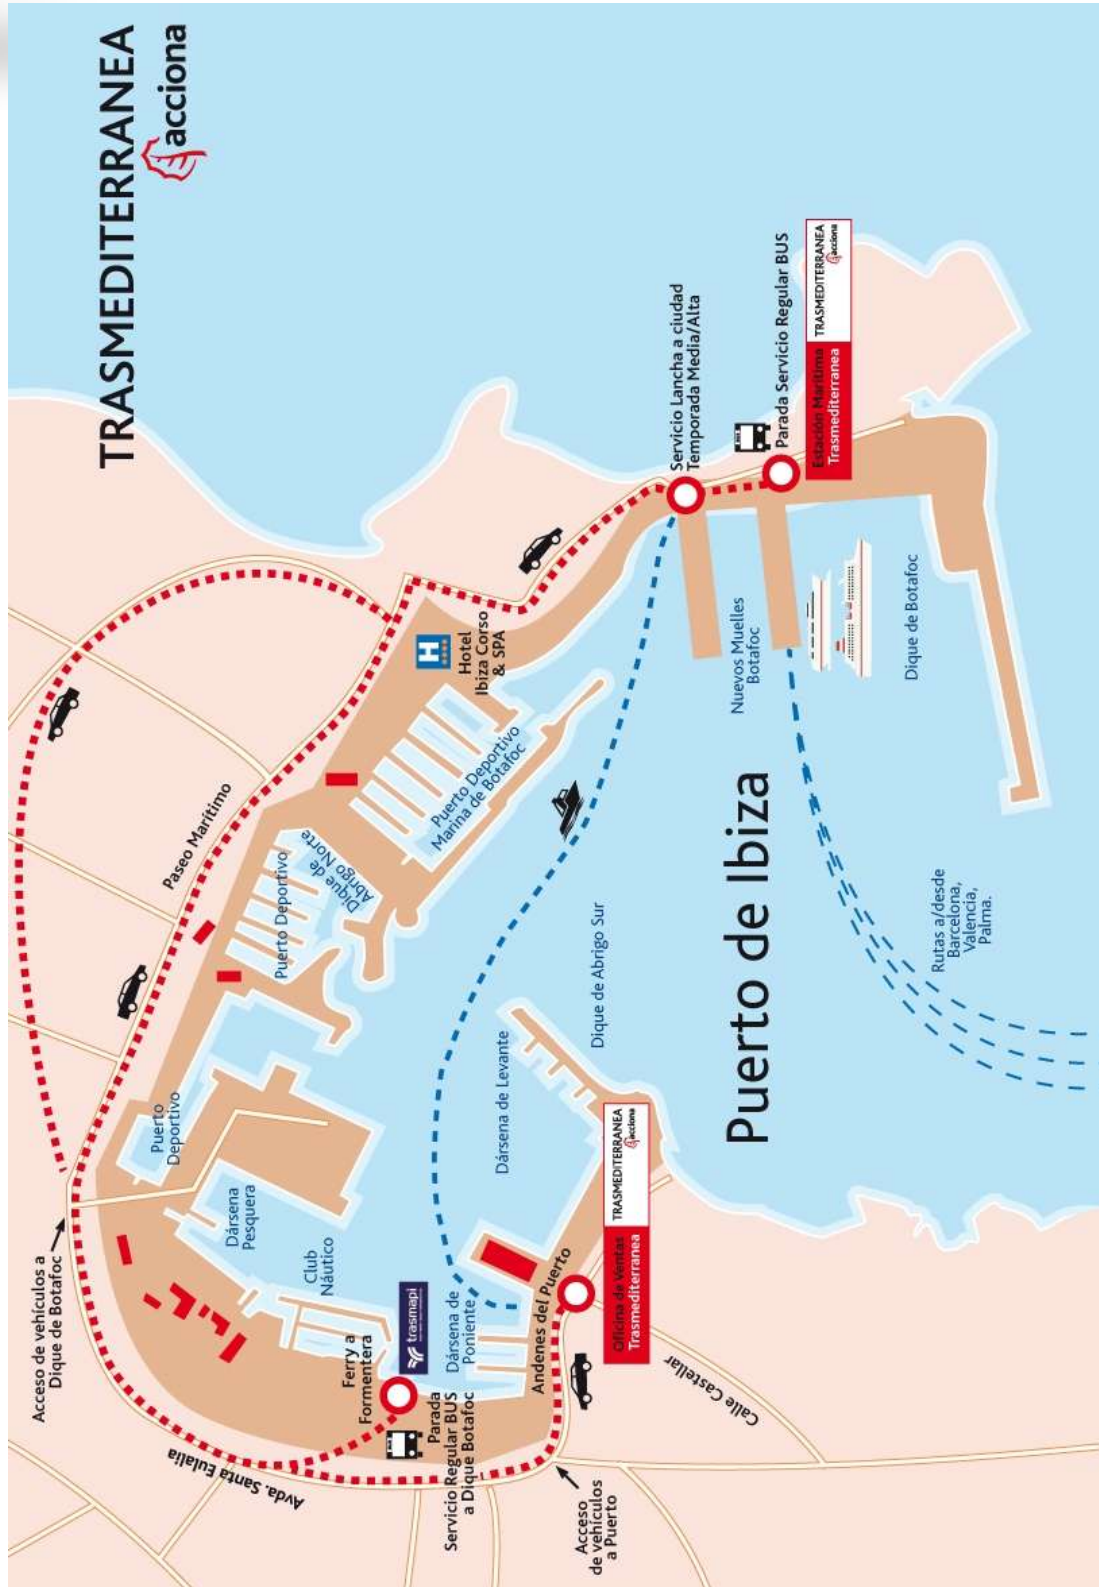 TRASMEDITERRANEA
acciona
Acceso de vehículos a
Dique de Botafoc
Paseo Marítimo
Avda. Santa Eulalia
Puerto
Deportivo
Dársena
Pesquera
Club
Náutico
Puerto Deportivo
Dique de
Abrigo Norte
Puerto Deportivo
Marina de Botafoc
H
Hotel
Ibiza Corso
& SPA
Servicio Lancha a ciudad
Temporada Media/Alta
Parada Servicio Regular BUS
Estación Marítima
Trasmediterranea
TRASMEDITERRANEA
acciona
Nuevos Muelles
Botafoc
Dique de Botafoc
Ferry a
Formentera
trasmapi
Parada
Servicio Regular BUS
a Dique Botafoc
Dársena de
Poniente
Dársena de Levante
Dique de Abrigo Sur
Andenes del Puerto
Oficina de Ventas
Trasmediterranea
TRASMEDITERRANEA
acciona
Calle Castellar
Acceso
de vehículos
a Puerto
Puerto de Ibiza
Rutas a/desde
Barcelona,
Valencia,
Palma.